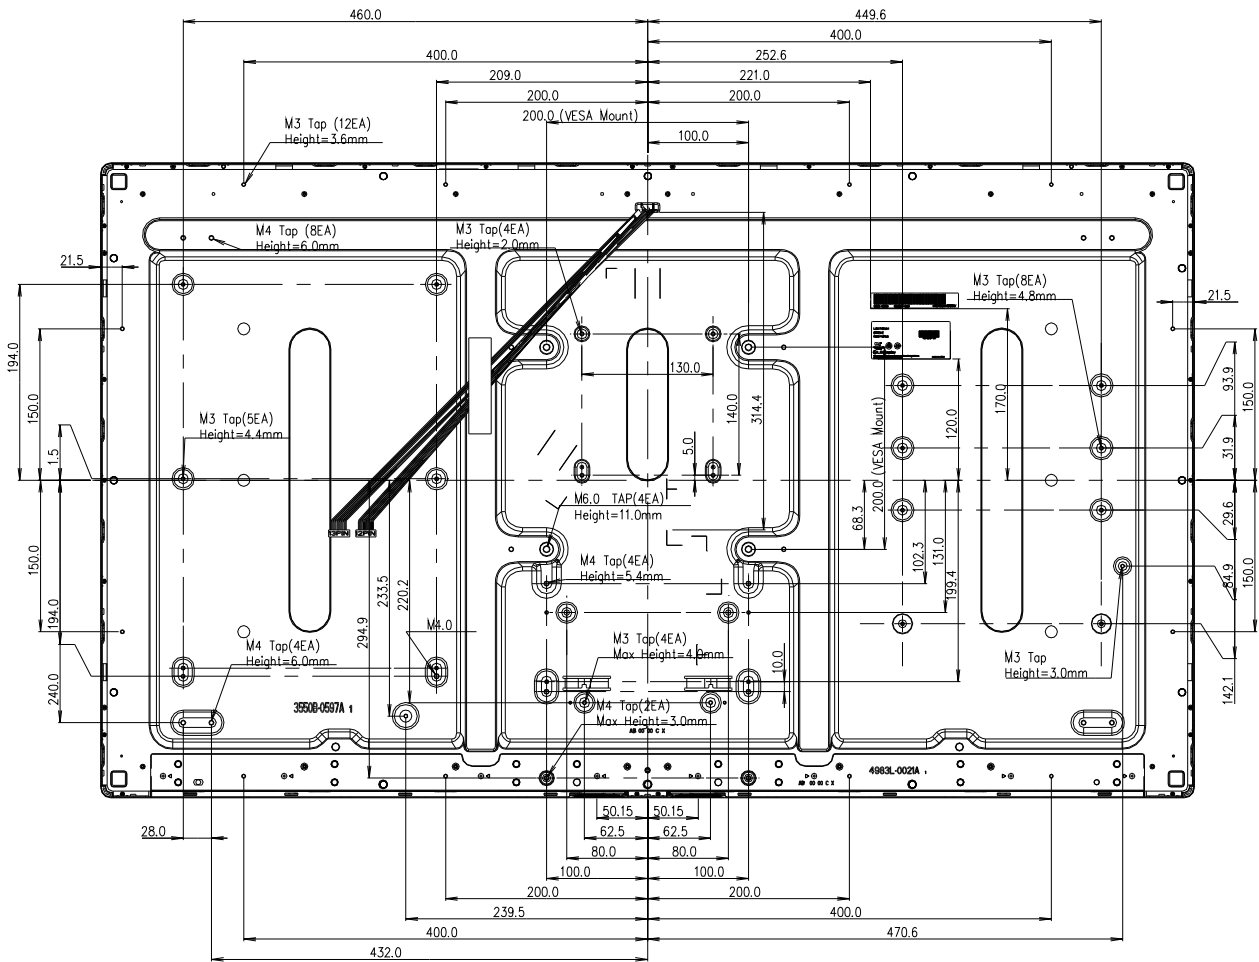 460.0
449.6
400.0
400.0
252.6
209.0
221.0
200.0
200.0
200.0 (VESA Mount)
100.0
M3 Tap (12EA)
Height=3.6mm
M4 Tap (8EA)
Height=6.0mm
M3 Tap(4EA)
Height=2.0mm
21.5
M3 Tap(8EA)
Height=4.8mm
21.5
194.0
150.0
1.5
130.0
140.0
314.4
5.0
200.0 (VESA Mount)
120.0
170.0
93.9
150.0
31.9
M3 Tap(5EA)
Height=4.4mm
M6.0 TAP(4EA)
Height=11.0mm
13PIN
12PIN
68.3
102.3
131.0
199.4
29.6
84.9
150.0
142.1
150.0
194.0
240.0
233.5
220.2
294.9
M4 Tap(4EA)
Height=5.4mm
M4.0
M4 Tap(4EA)
Height=6.0mm
M3 Tap(4EA)
Max Height=4.0mm
10.0
M3 Tap
Height=3.0mm
3550B-0597A 1
M4 Tap(2EA)
Max Height=3.0mm
4983L-0021A
50.15
50.15
28.0
62.5
62.5
80.0
80.0
100.0
100.0
200.0
200.0
239.5
400.0
400.0
470.6
432.0